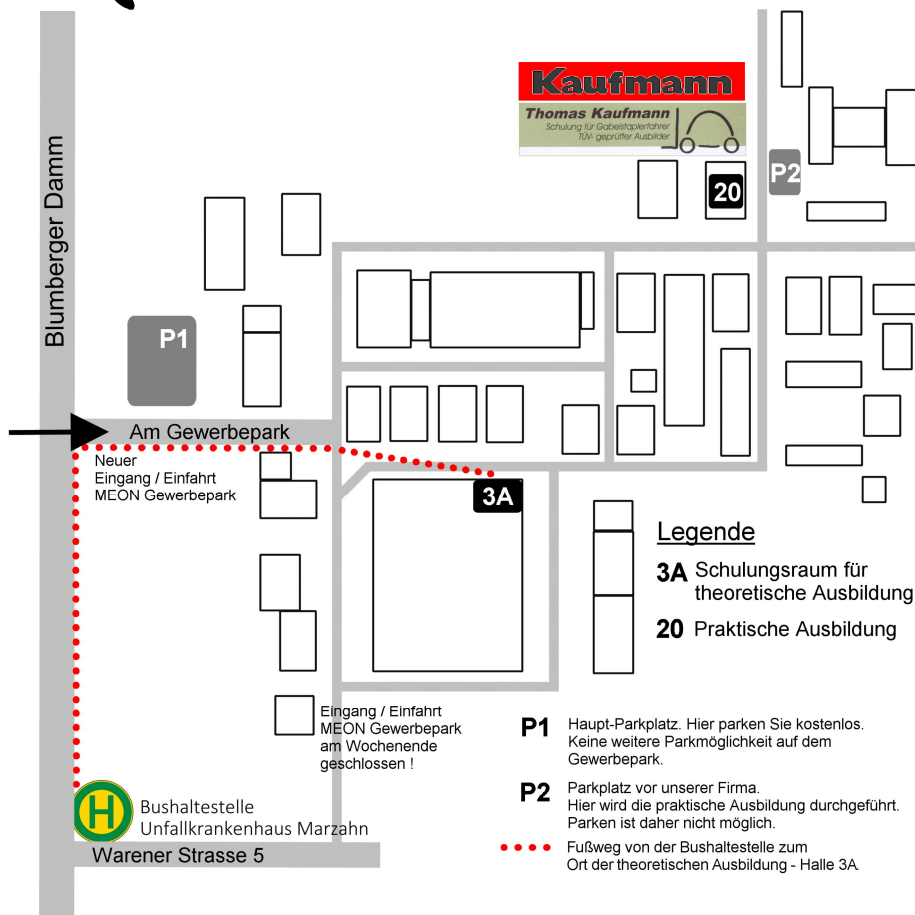 Kaufmann
Thomas Kaufmann
Schulung für Gabelstaplerfahrer
TÜV- geprüfter Ausbilder
20
P2
Blumberger Damm
P1
Am Gewerbepark
Neuer
Eingang / Einfahrt
MEON Gewerbepark
3A
Legende
3A Schulungsraum für
theoretische Ausbildung
20 Praktische Ausbildung
Eingang / Einfahrt
MEON Gewerbepark
am Wochenende
geschlossen !
P1 Haupt-Parkplatz. Hier parken Sie kostenlos.
Keine weitere Parkmöglichkeit auf dem
Gewerbepark.
P2 Parkplatz vor unserer Firma.
Hier wird die praktische Ausbildung durchgeführt.
Parken ist daher nicht möglich.
Fußweg von der Bushaltestelle zum
Ort der theoretischen Ausbildung - Halle 3A
H
Bushaltestelle
Unfallkrankenhaus Marzahn
Warener Strasse 5